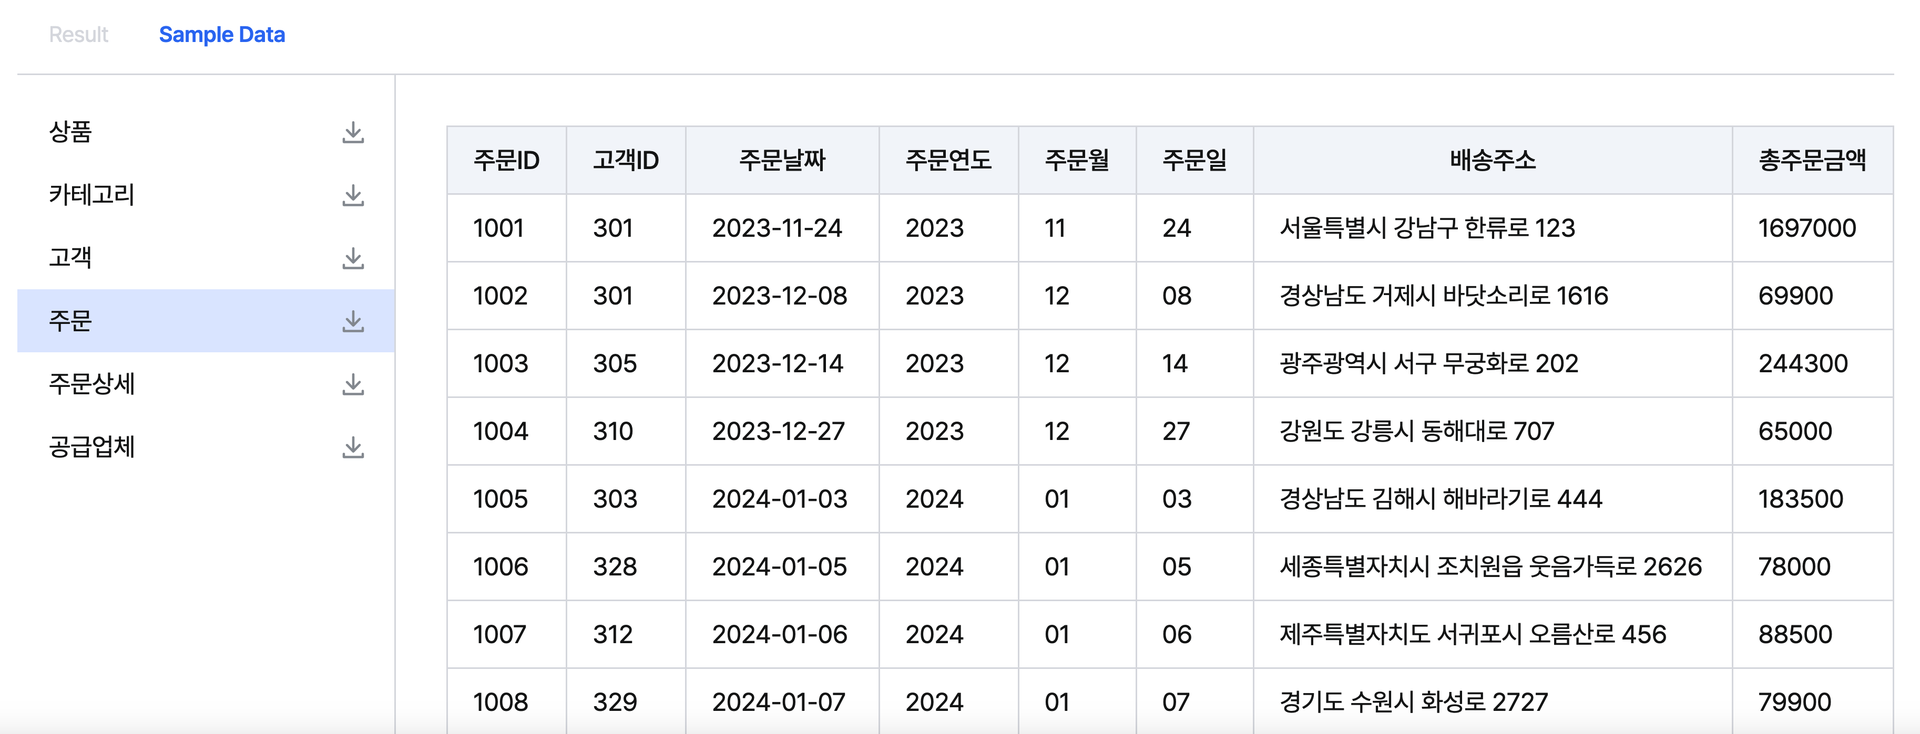 Result Sample Data
상품
카테고리
고객
주문
주문상세
공급업체
주문ID 고객ID 주문날짜 주문연도 주문월 주문일 배송주소 총주문금액
1001 301 2023-11-24 2023 11 24 서울특별시 강남구 한류로 123 1697000
1002 301 2023-12-08 2023 12 08 경상남도 거제시 바닷소리로 1616 69900
1003 305 2023-12-14 2023 12 14 광주광역시 서구 무궁화로 202 244300
1004 310 2023-12-27 2023 12 27 강원도 강릉시 동해대로 707 65000
1005 303 2024-01-03 2024 01 03 경상남도 김해시 해바라기로 444 183500
1006 328 2024-01-05 2024 01 05 세종특별자치시 조치원읍 웃음가득로 2626 78000
1007 312 2024-01-06 2024 01 06 제주특별자치도 서귀포시 오름산로 456 88500
1008 329 2024-01-07 2024 01 07 경기도 수원시 화성로 2727 79900